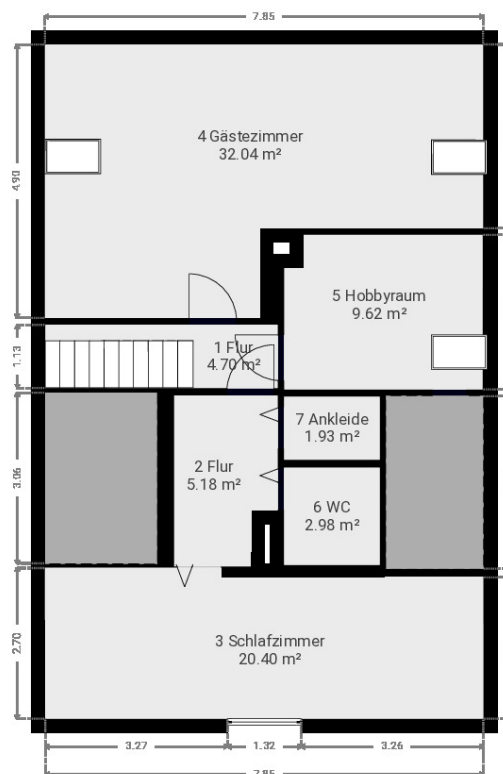 7.85
4 Gästezimmer
32.04 m²
4.90
5 Hobbyraum
9.62 m²
1 Flur
4.70 m²
1.13
7 Ankleide
1.93 m²
2 Flur
5.18 m²
3.06
6 WC
2.98 m²
3 Schlafzimmer
20.40 m²
2.70
3.27
1.32
3.26
7.85